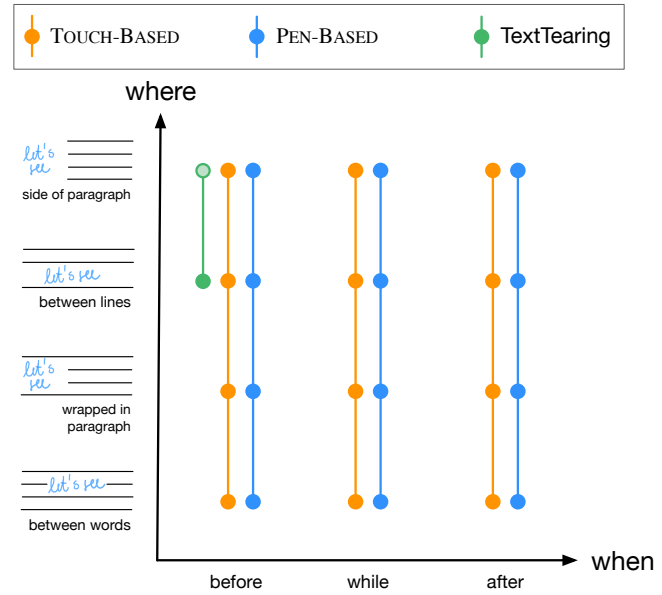 TOUCH-BASED PEN-BASED TextTearing
where
let's
see
side of paragraph
let's see
between lines
let's
see
wrapped in
paragraph
let's see
between words
when
before while after